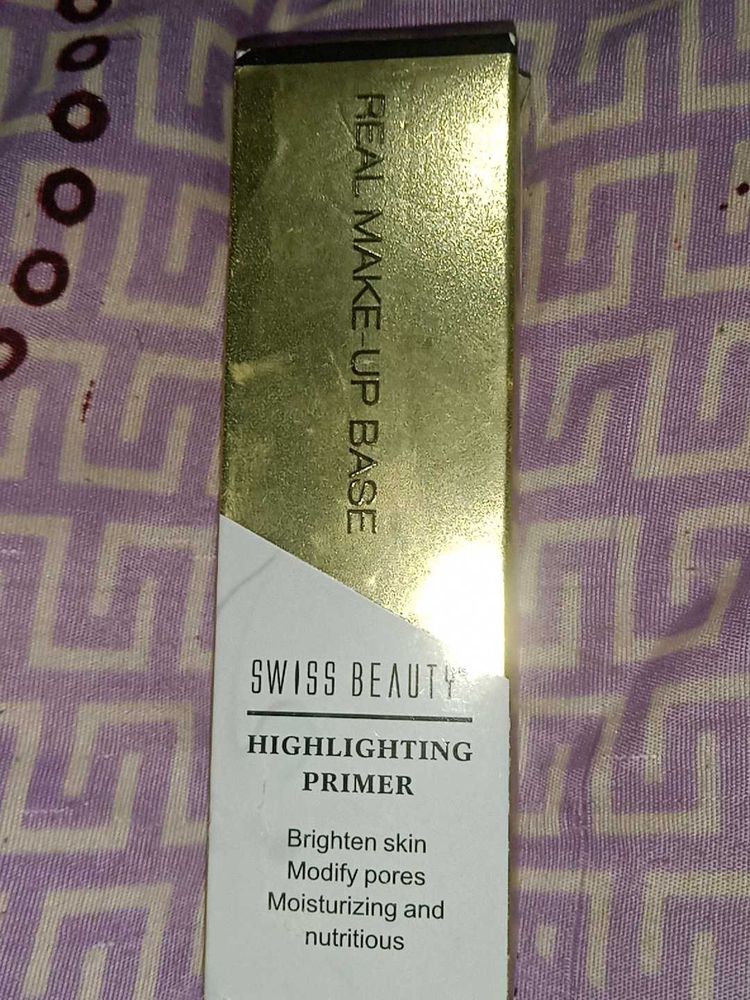 REAL MAKE-UP BASE
SWISS BEAUTY
HIGHLIGHTING
PRIMER
Brighten skin
Modify pores
Moisturizing and
nutritious